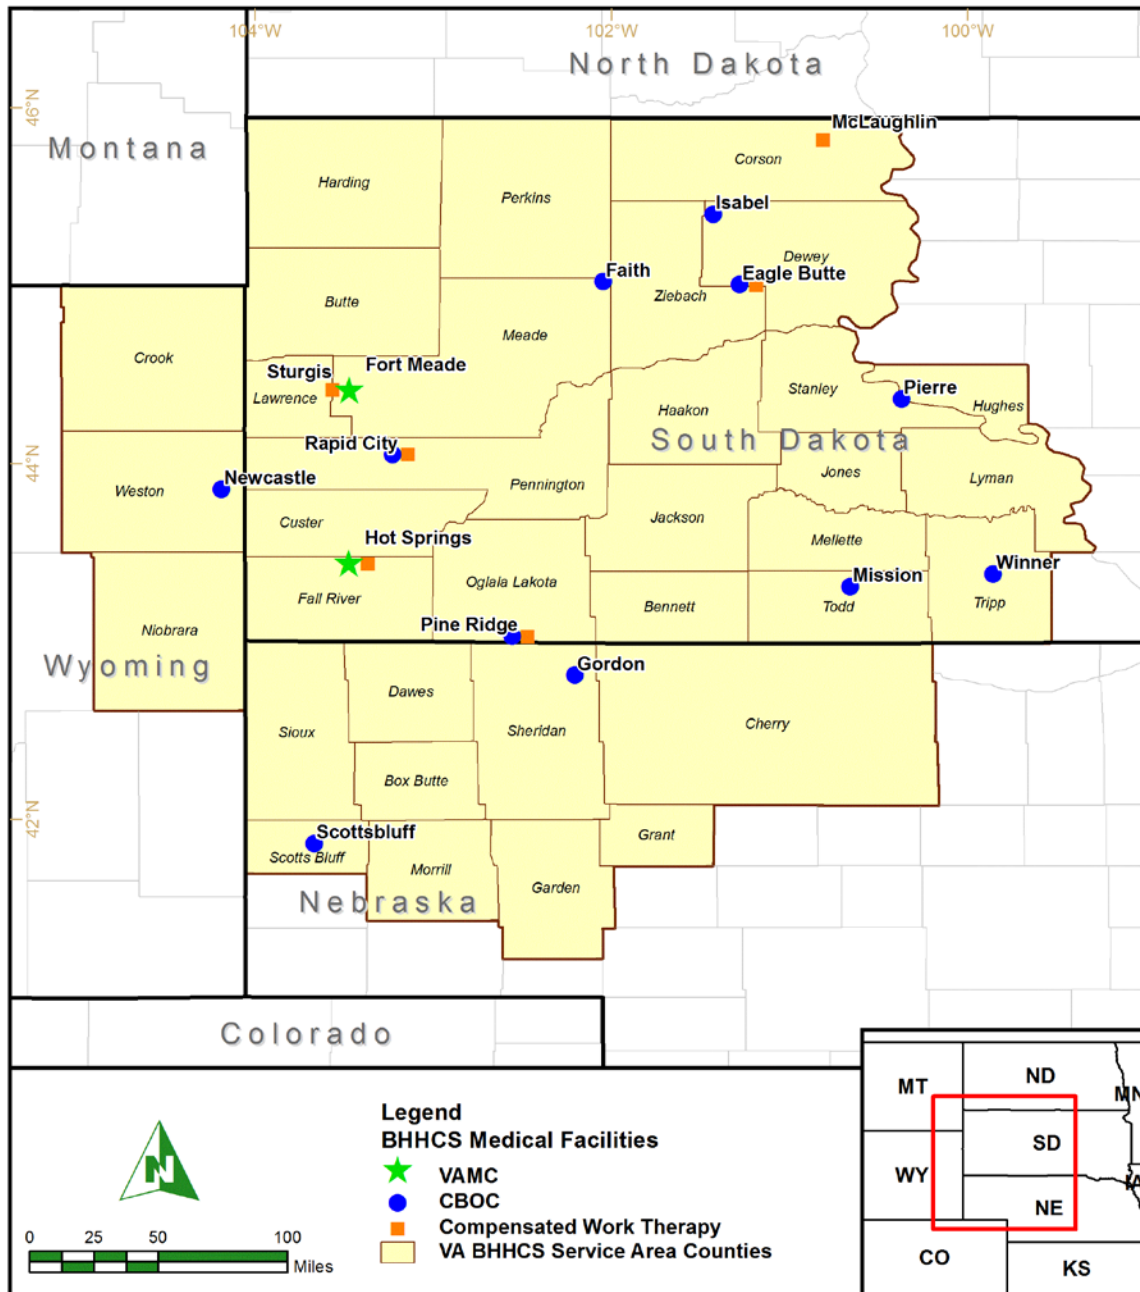 104°W
102°W
100°W
North Dakota
46°N
McLaughlin
Montana
Corson
Harding
Perkins
Isabel
Dewey
Faith
Eagle Butte
Ziebach
Butte
Meade
Crook
Sturgis
Fort Meade
Lawrence
Stanley
Pierre
Haakon
Hughes
South Dakota
Rapid City
44°N
Newcastle
Jones
Lyman
Weston
Pennington
Custer
Jackson
Hot Springs
Mellette
Oglala Lakota
Winner
Mission
Fall River
Bennett
Todd
Tripp
Pine Ridge
Niobrara
Wyoming
Gordon
Dawes
Sioux
Sheridan
Cherry
Box Butte
42°N
Scottsbluff
Grant
Scotts Bluff
Morrill
Garden
Nebraska
Colorado
Legend
BHHCS Medical Facilities
VAMC
CBOC
Compensated Work Therapy
VA BHHCS Service Area Counties
N
0 25 50 100
Miles
MT
ND
MN
SD
WY
IA
NE
CO
KS